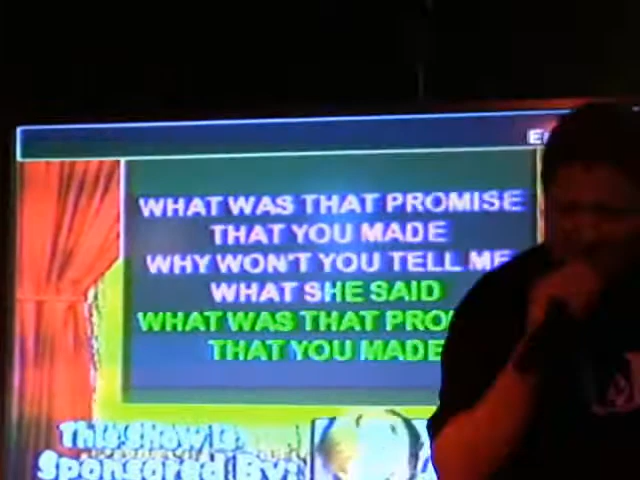 WHAT WAS THAT PROMISE
THAT YOU MADE
WHY WON'T YOU TELL ME
WHAT SHE SAID
WHAT WAS THAT PRO
THAT YOU MADE
This Show Is
Sponsored By: